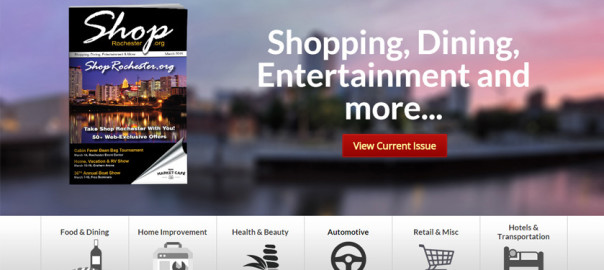 Shop
Rochester.org
ShopRochester.org
Take Shop Rochester With You!
50+ Web-Exclusive Offers
Cabin Fever Bean Bag Tournament
Home, Vacation & RV Show
30th Annual Boat Show
MARKET CAFE
Shopping, Dining,
Entertainment and
more...
View Current Issue
Food & Dining
Home Improvement
Health & Beauty
Automotive
Retail & Misc
Hotels &
Transportation